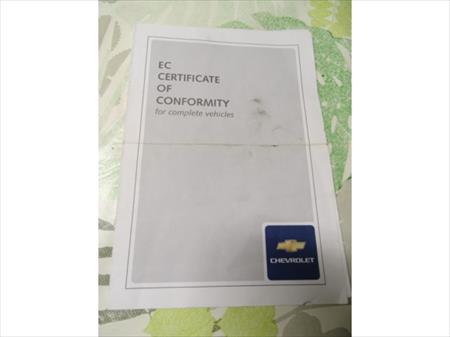 EC
CERTIFICATE
OF
CONFORMITY
for complete vehicles
CHEVROLET